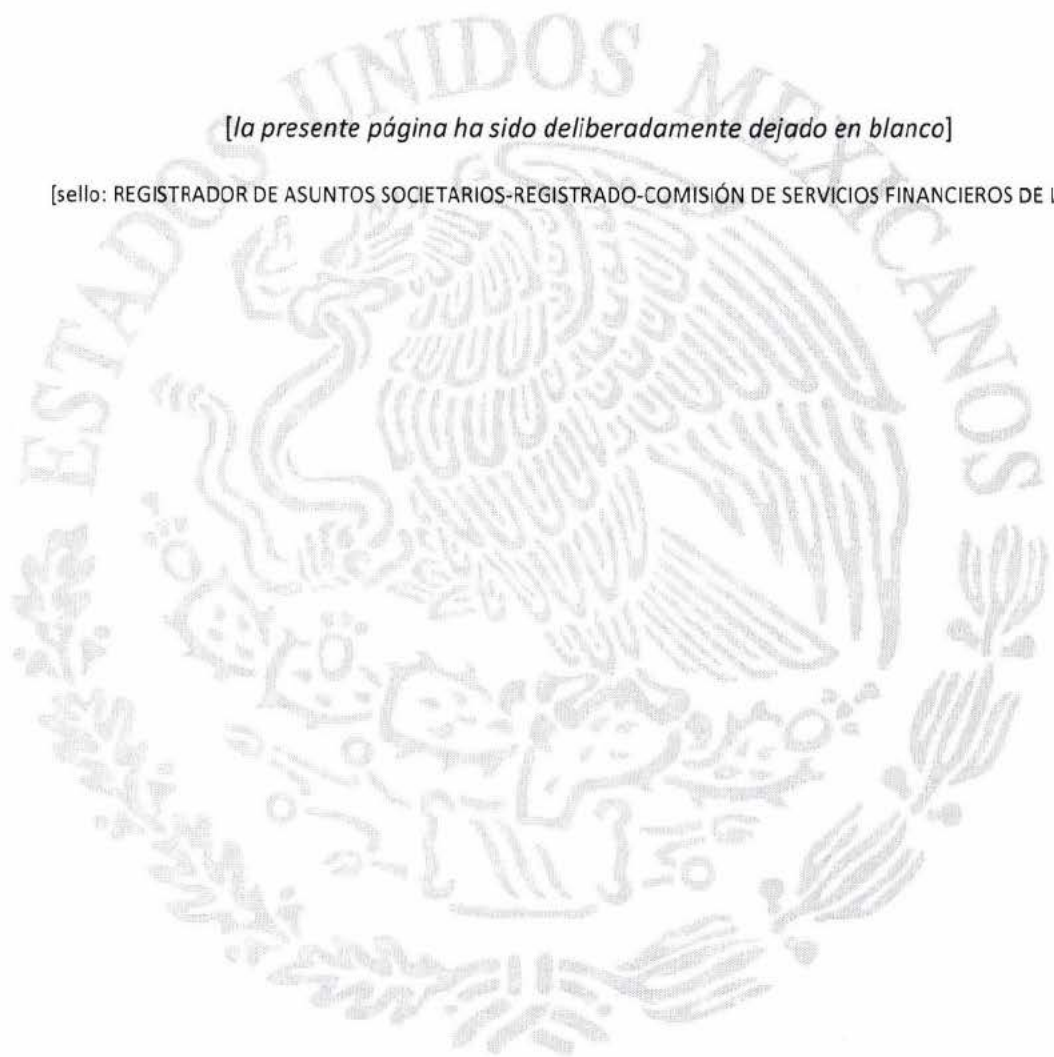 ESTADOS UNIDOS MEXICANOS
[la presente página ha sido deliberadamente dejado en blanco]
[sello: REGISTRADOR DE ASUNTOS SOCIETARIOS-REGISTRADO-COMISIÓN DE SERVICIOS FINANCIEROS DE